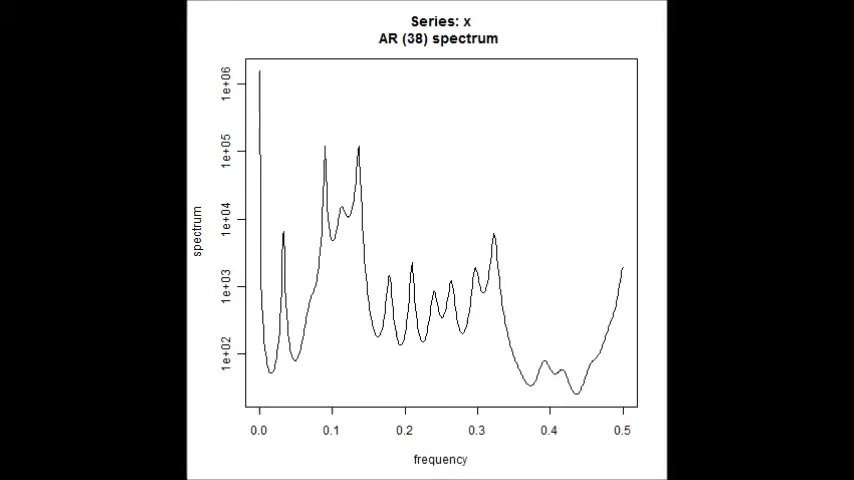 Series: x
AR (38) spectrum
1e+06
1e+05
1e+04
1e+03
1e+02
spectrum
0.0 0.1 0.2 0.3 0.4 0.5
frequency